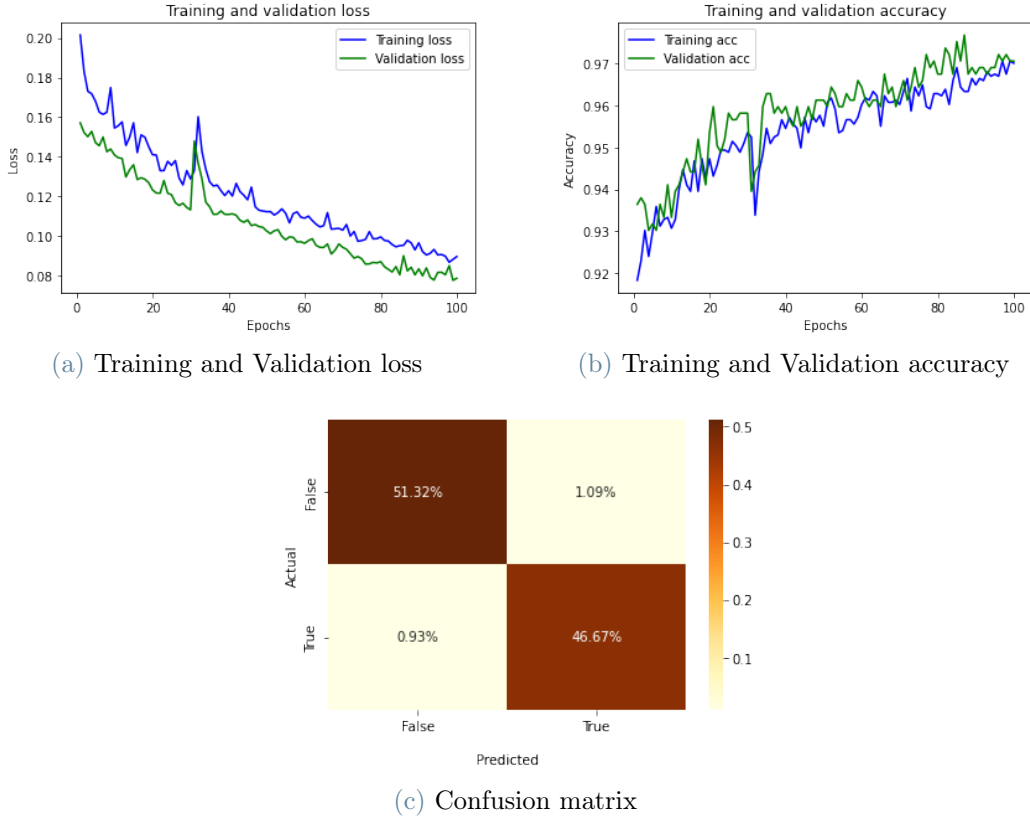 Training and validation loss
Training loss
Validation loss
0.20
0.18
0.16
0.14
0.12
0.10
0.08
Loss
0
20
40
60
80
100
Epochs
(a) Training and Validation loss
Training and validation accuracy
Training acc
Validation acc
0.97
0.96
0.95
0.94
0.93
0.92
Accuracy
0
20
40
60
80
100
Epochs
(b) Training and Validation accuracy
Actual
False
51.32%
1.09%
True
0.93%
46.67%
False
True
Predicted
0.5
0.4
0.3
0.2
0.1
(c) Confusion matrix